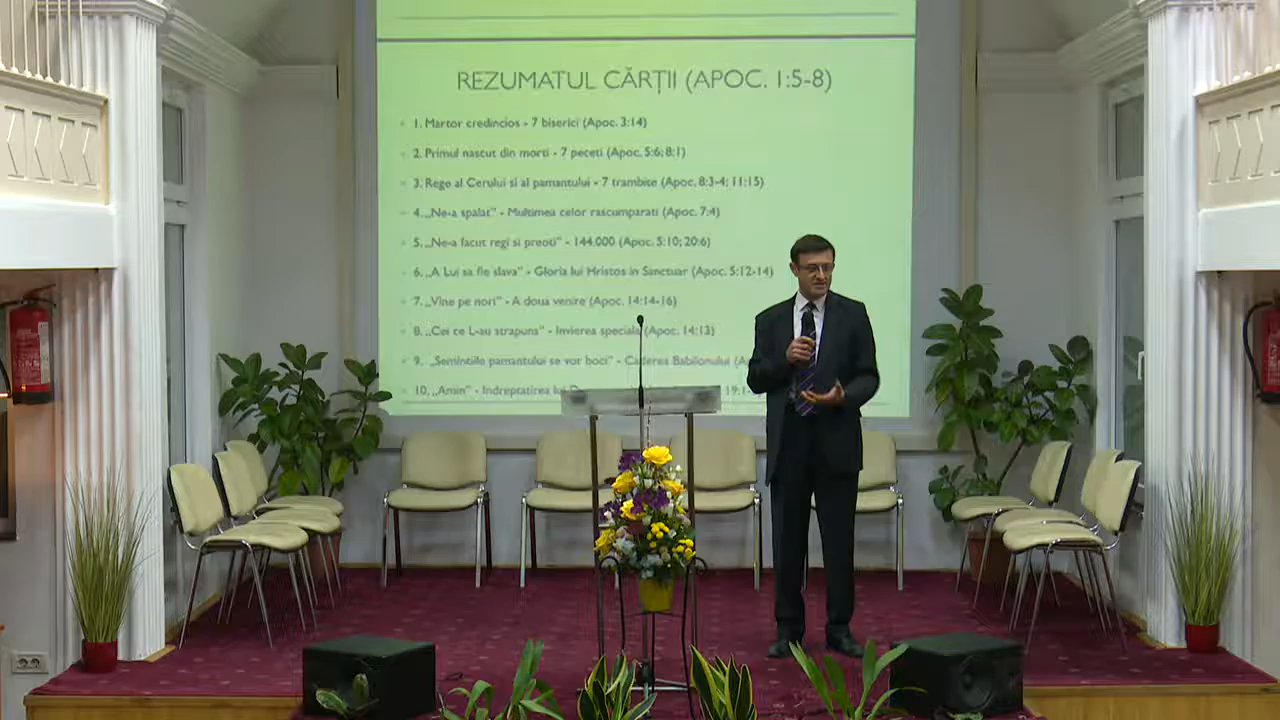 REZUMATUL CĂRȚII (APOC. 1:5-8)
1. Martor credincios - 7 biserici (Apoc. 3:14)
2. Primul nascut din morti - 7 peceti (Apoc. 5:6; 8:1)
3. Rege al Cerului si al pamantului - 7 trambite (Apoc. 8:3-4; 11:15)
4. „Ne-a spalat” - Multimea celor rascumparati (Apoc. 7:4)
5. „Ne-a facut regi si preoti” - 144.000 (Apoc. 5:10; 20:6)
6. „A Lui sa fie slava” - Gloria lui Hristos in Sanctuar (Apoc. 5:12-14)
7. „Vine pe nori” - A doua venire (Apoc. 14:14-16)
8. „Cei ce L-au strapuns” - Invierea speciala (Apoc. 14:13)
9. „Semintiile pamantului se vor boci” - Caderea Babilonului
10. „Amin” - Indreptatirea